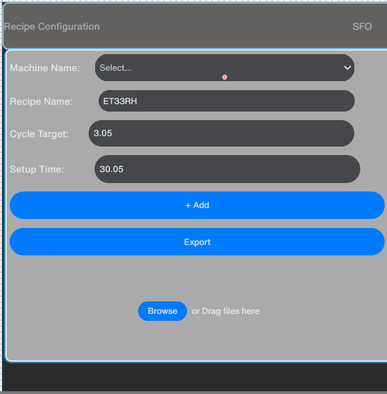 Recipe Configuration SFO
Machine Name: Select...
Recipe Name: ET33RH
Cycle Target: 3.05
Setup Time: 30.05
+ Add
Export
Browse or Drag files here